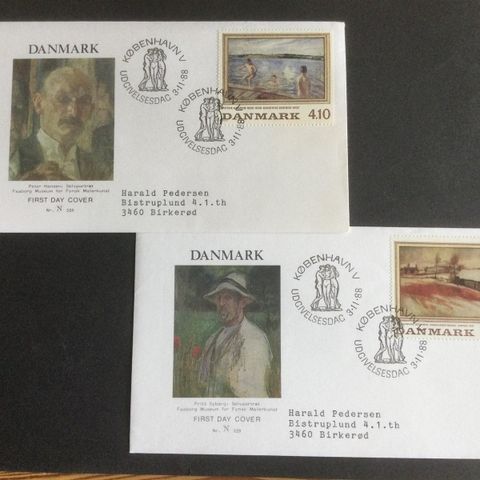 DANMARK
KØBENHAVN V
UDGIVELSESDAG 3-11-88
KØBENHAVN V
UDGIVELSESDAG 3-11-88
4.10
DANMARK
Peter Hansen: Selvportræt
Faaborg Museum for Fynsk Malerkunst
FIRST DAY COVER
Nr. N 029
Harald Pedersen
Bistruplund 4.1.th
3460 Birkerød
DANMARK
KØBENHAVN V
UDGIVELSESDAG 3-11-88
KØBENHAVN V
UDGIVELSESDAG 3-11-88
DANMARK
Fritz Syberg: Selvportræt
Faaborg Museum for Fynsk Malerkunst
FIRST DAY COVER
Nr. N 029
Harald Pedersen
Bistruplund 4.1.th
3460 Birkerød